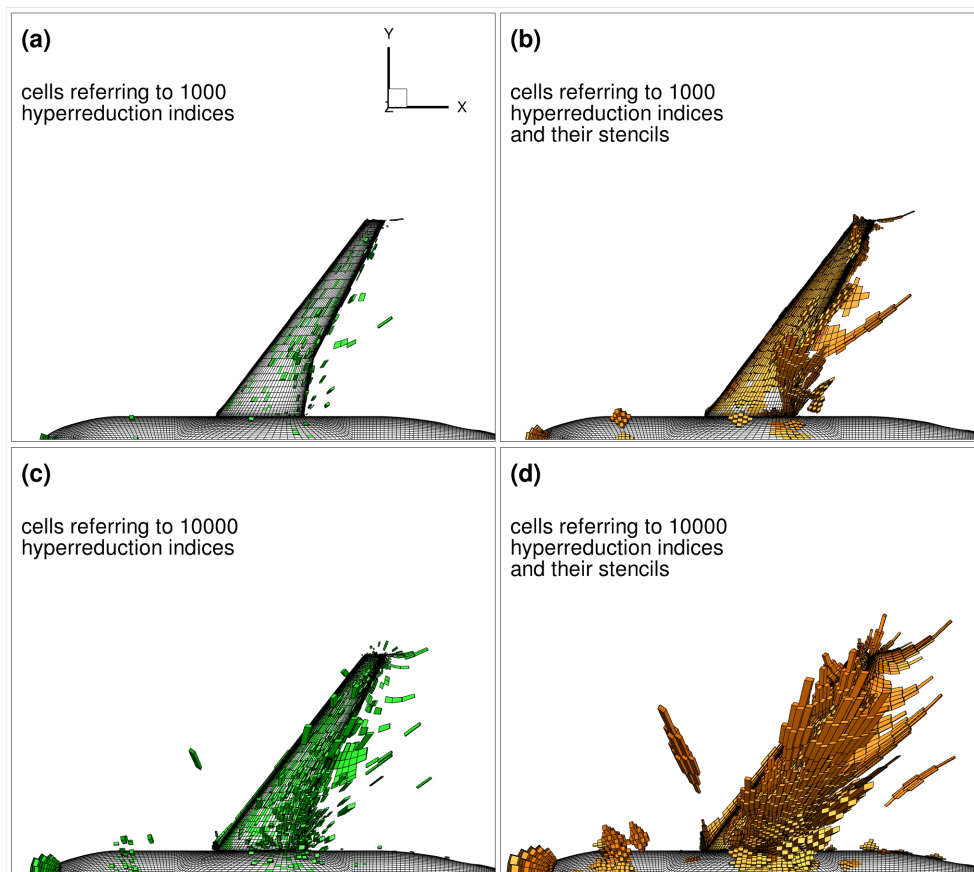 (a)
cells referring to 1000
hyperreduction indices
Y
Z
X
(b)
cells referring to 1000
hyperreduction indices
and their stencils
(c)
cells referring to 10000
hyperreduction indices
(d)
cells referring to 10000
hyperreduction indices
and their stencils